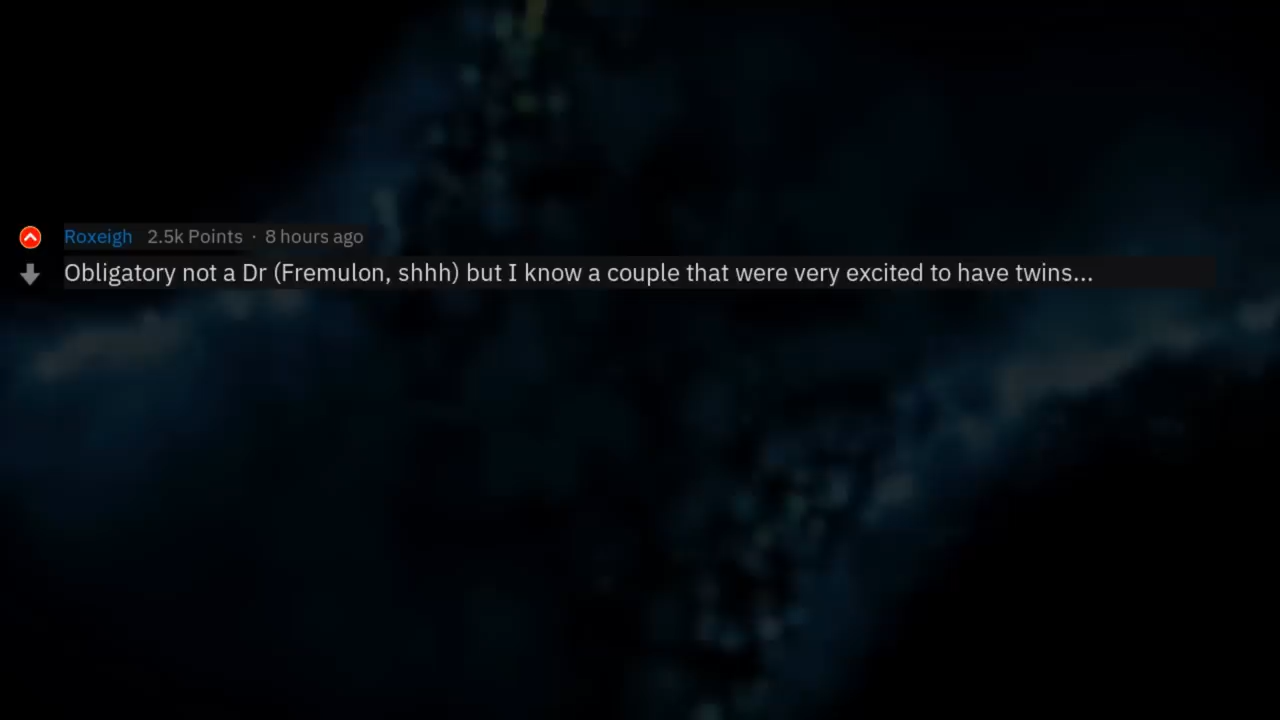 Roxeigh 2.5k Points · 8 hours ago
Obligatory not a Dr (Fremulon, shhh) but I know a couple that were very excited to have twins...